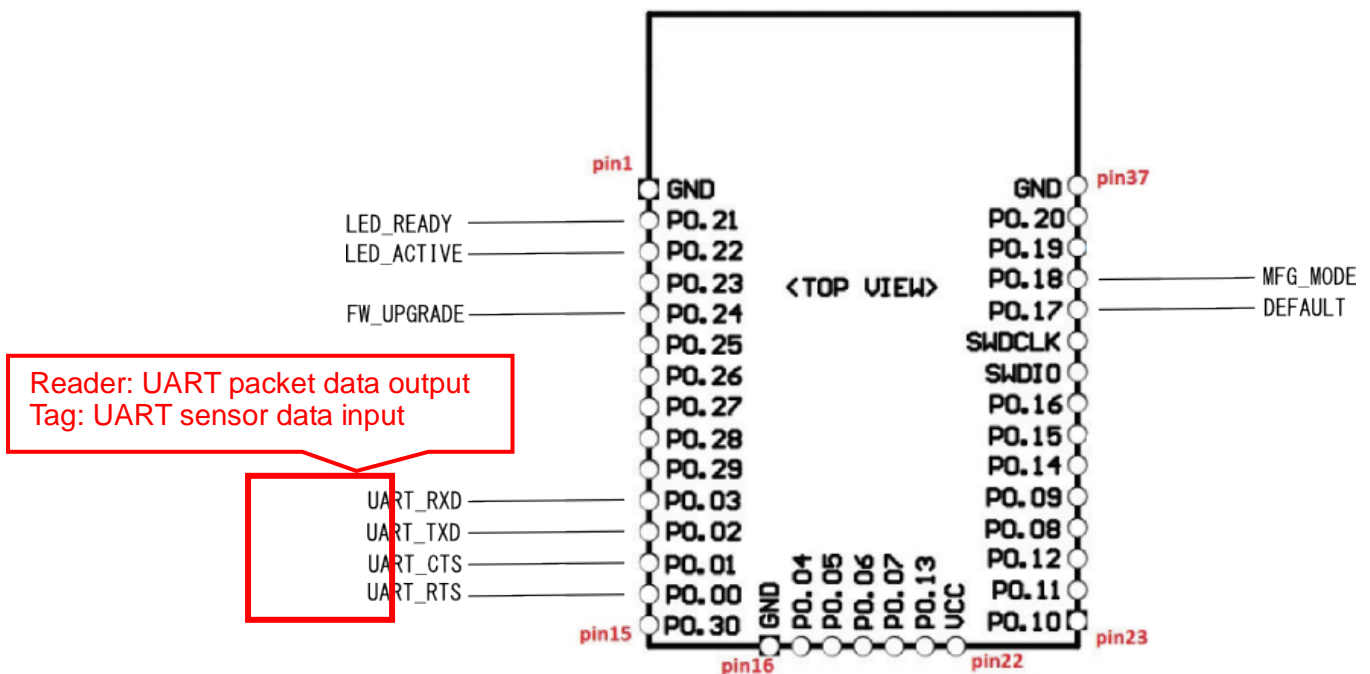 pin1
GND
GND
pin37
LED_READY
P0.21
P0.20
LED_ACTIVE
P0.22
P0.19
P0.23
<TOP VIEW>
P0.18
MFG_MODE
FW_UPGRADE
P0.24
P0.17
DEFAULT
P0.25
SWDCLK
Reader: UART packet data output
Tag: UART sensor data input
P0.26
SWDIO
P0.27
P0.16
P0.28
P0.15
P0.29
P0.14
UART_RXD
P0.03
P0.09
UART_TXD
P0.02
P0.08
UART_CTS
P0.01
P0.12
UART_RTS
P0.00
P0.11
pin15
P0.30
GND
P0.04
P0.05
P0.06
P0.07
P0.13
VCC
P0.10
pin23
pin16
pin22